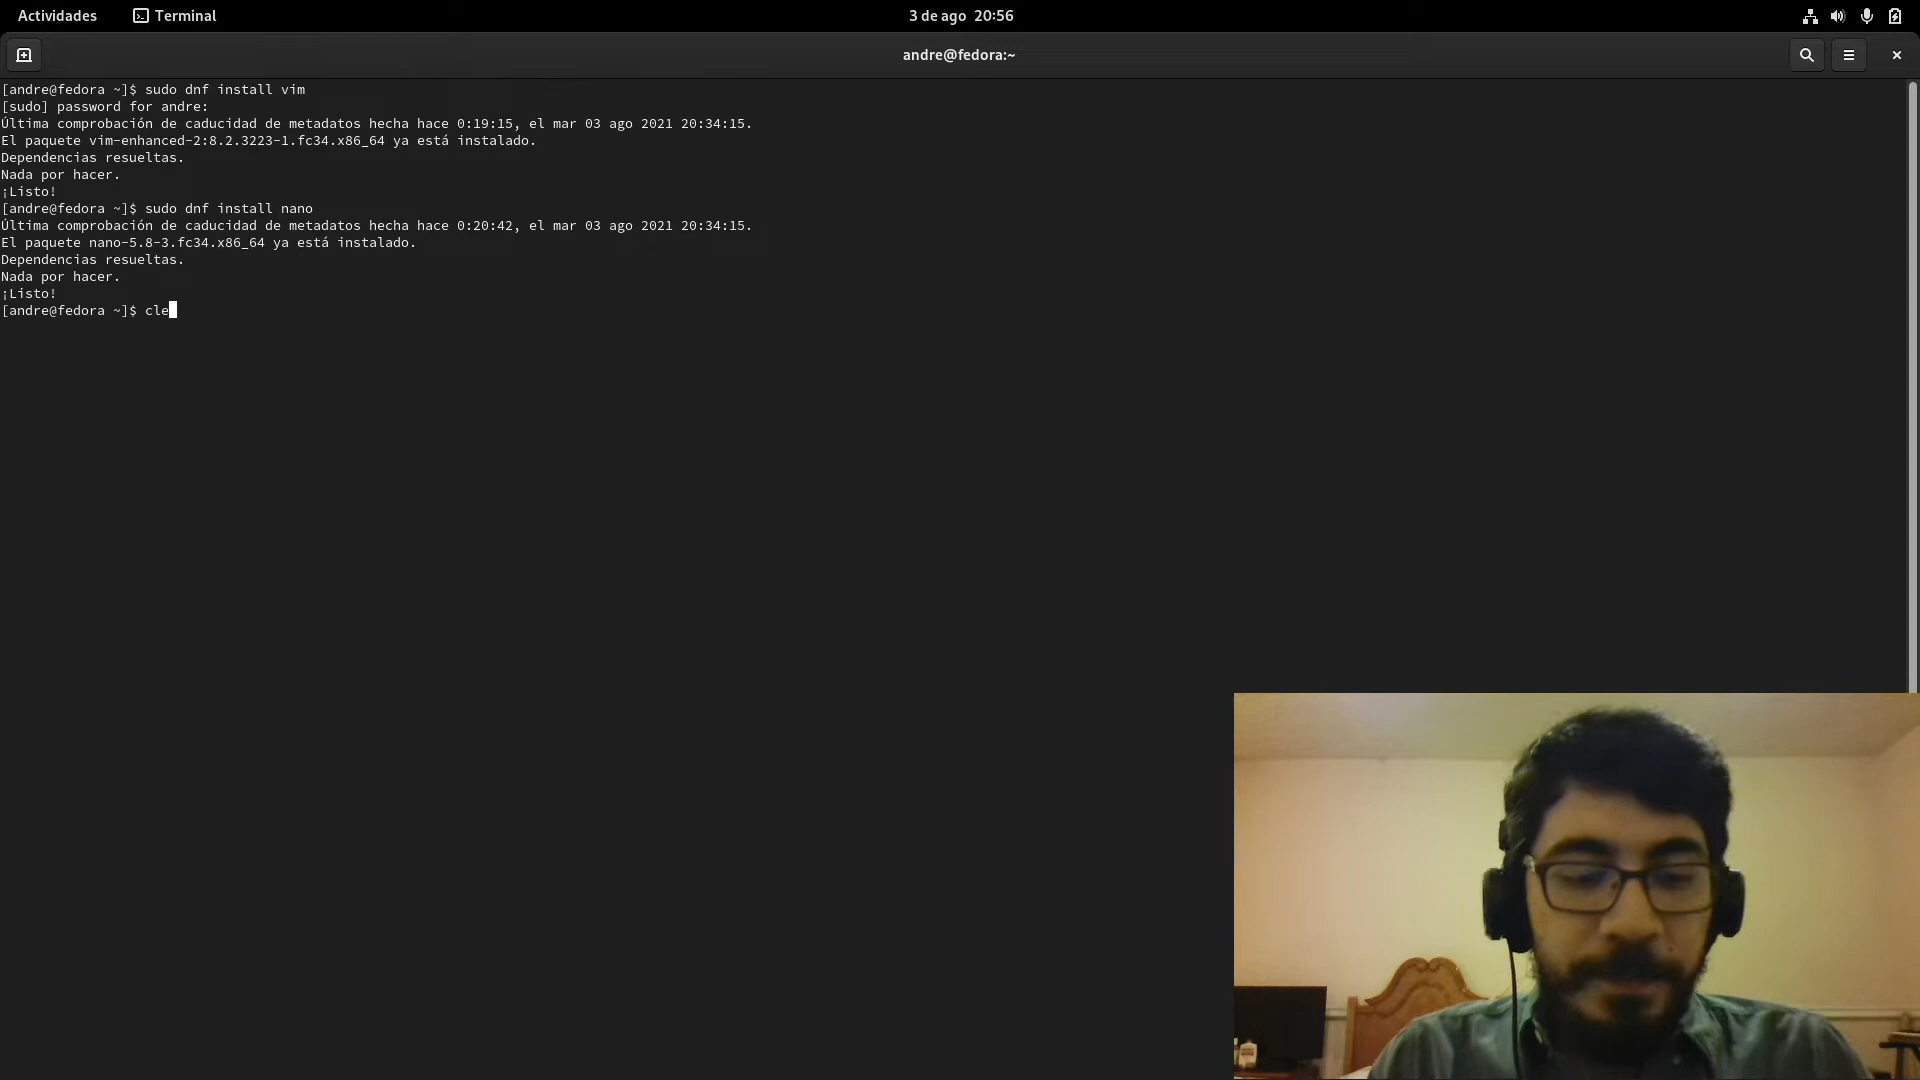 Actividades
Terminal
3 de ago 20:56
andre@fedora:~
[andre@fedora ~]$ sudo dnf install vim
[sudo] password for andre:
Última comprobación de caducidad de metadatos hecha hace 0:19:15, el mar 03 ago 2021 20:34:15.
El paquete vim-enhanced-2:8.2.3223-1.fc34.x86_64 ya está instalado.
Dependencias resueltas.
Nada por hacer.
¡Listo!
[andre@fedora ~]$ sudo dnf install nano
Última comprobación de caducidad de metadatos hecha hace 0:20:42, el mar 03 ago 2021 20:34:15.
El paquete nano-5.8-3.fc34.x86_64 ya está instalado.
Dependencias resueltas.
Nada por hacer.
¡Listo!
[andre@fedora ~]$ cle